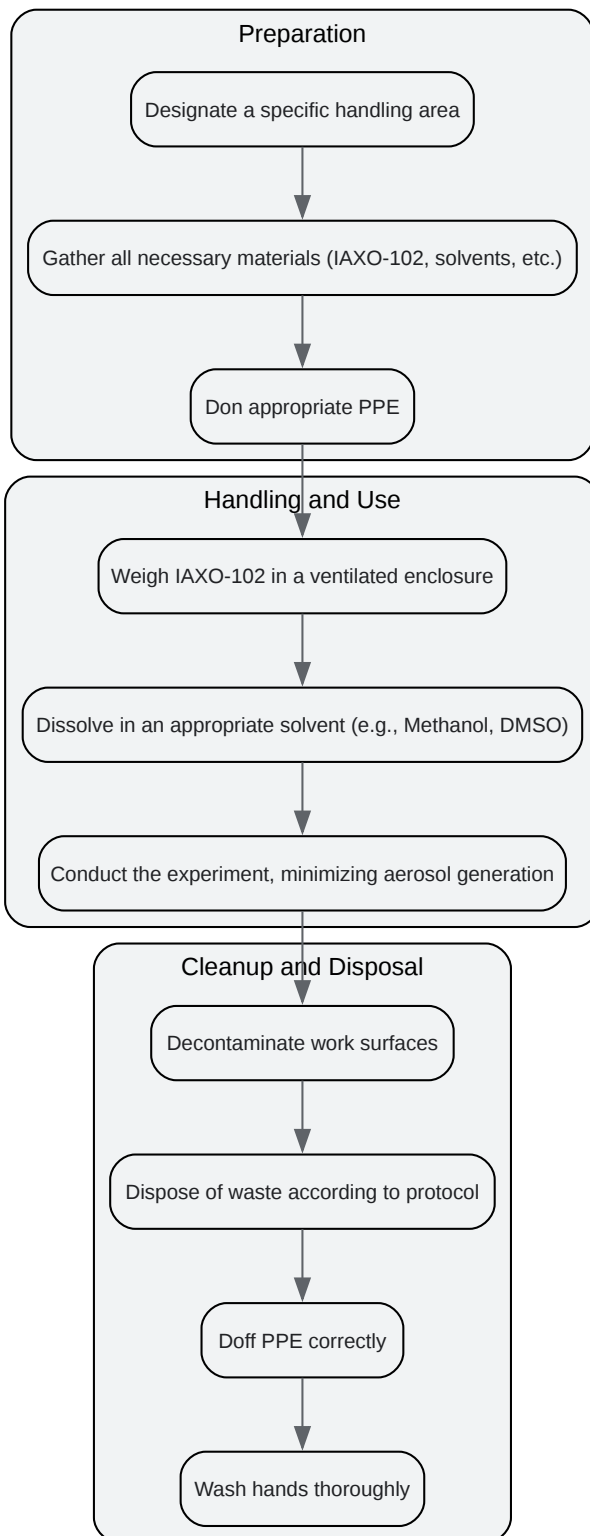 Preparation
Designate a specific handling area
Gather all necessary materials (IAXO-102, solvents, etc.)
Don appropriate PPE
Handling and Use
Weigh IAXO-102 in a ventilated enclosure
Dissolve in an appropriate solvent (e.g., Methanol, DMSO)
Conduct the experiment, minimizing aerosol generation
Cleanup and Disposal
Decontaminate work surfaces
Dispose of waste according to protocol
Doff PPE correctly
Wash hands thoroughly